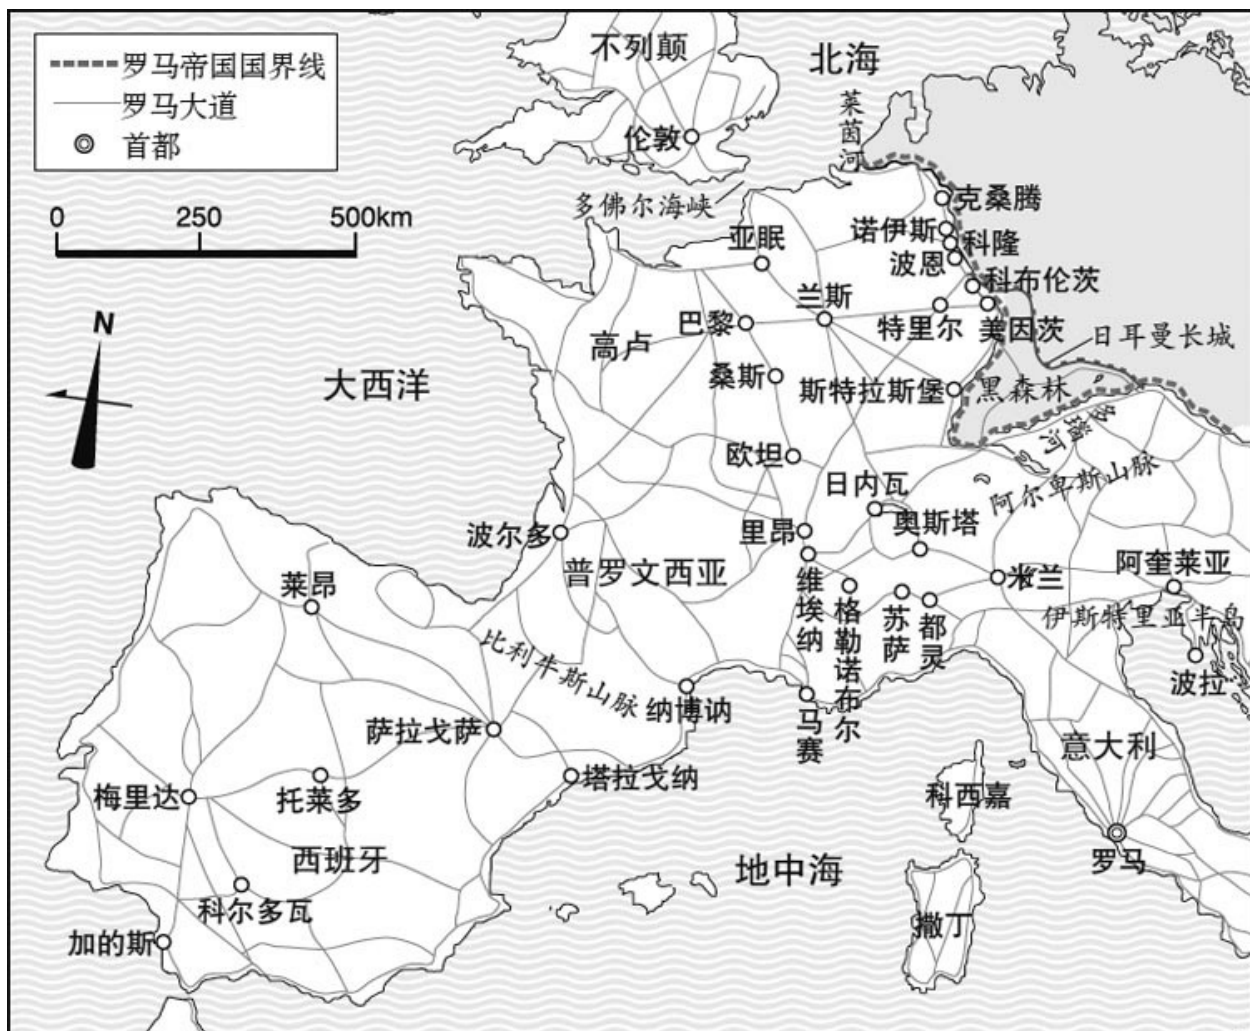 罗马帝国国界线
罗马大道
首都
0 250 500km
N
不列颠
北海
莱茵河
伦敦
多佛尔海峡
克桑腾
诺伊斯
科隆
波恩
亚眠
科布伦茨
兰斯
巴黎
特里尔
美因茨
高卢
日耳曼长城
大西洋
桑斯
斯特拉斯堡
黑森林
多瑙河
欧坦
日内瓦
阿尔卑斯山脉
奥斯塔
波尔多
里昂
普罗文西亚
维埃纳
格勒诺布尔
苏萨
都灵
米兰
阿奎莱亚
伊斯特里亚半岛
波拉
莱昂
比利牛斯山脉
纳博讷
马赛
萨拉戈萨
塔拉戈纳
意大利
梅里达
托莱多
科西嘉
西班牙
地中海
罗马
科尔多瓦
撒丁
加的斯